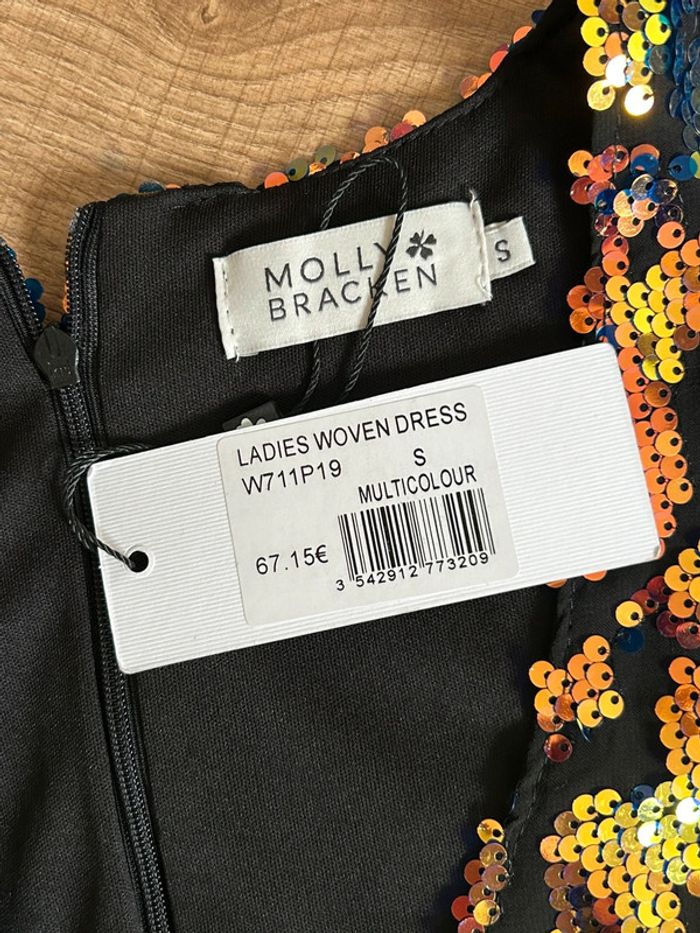 MOLLY
BRACKEN
S
LADIES WOVEN DRESS
W711P19
S
MULTICOLOUR
67.15€
3 542912 773209